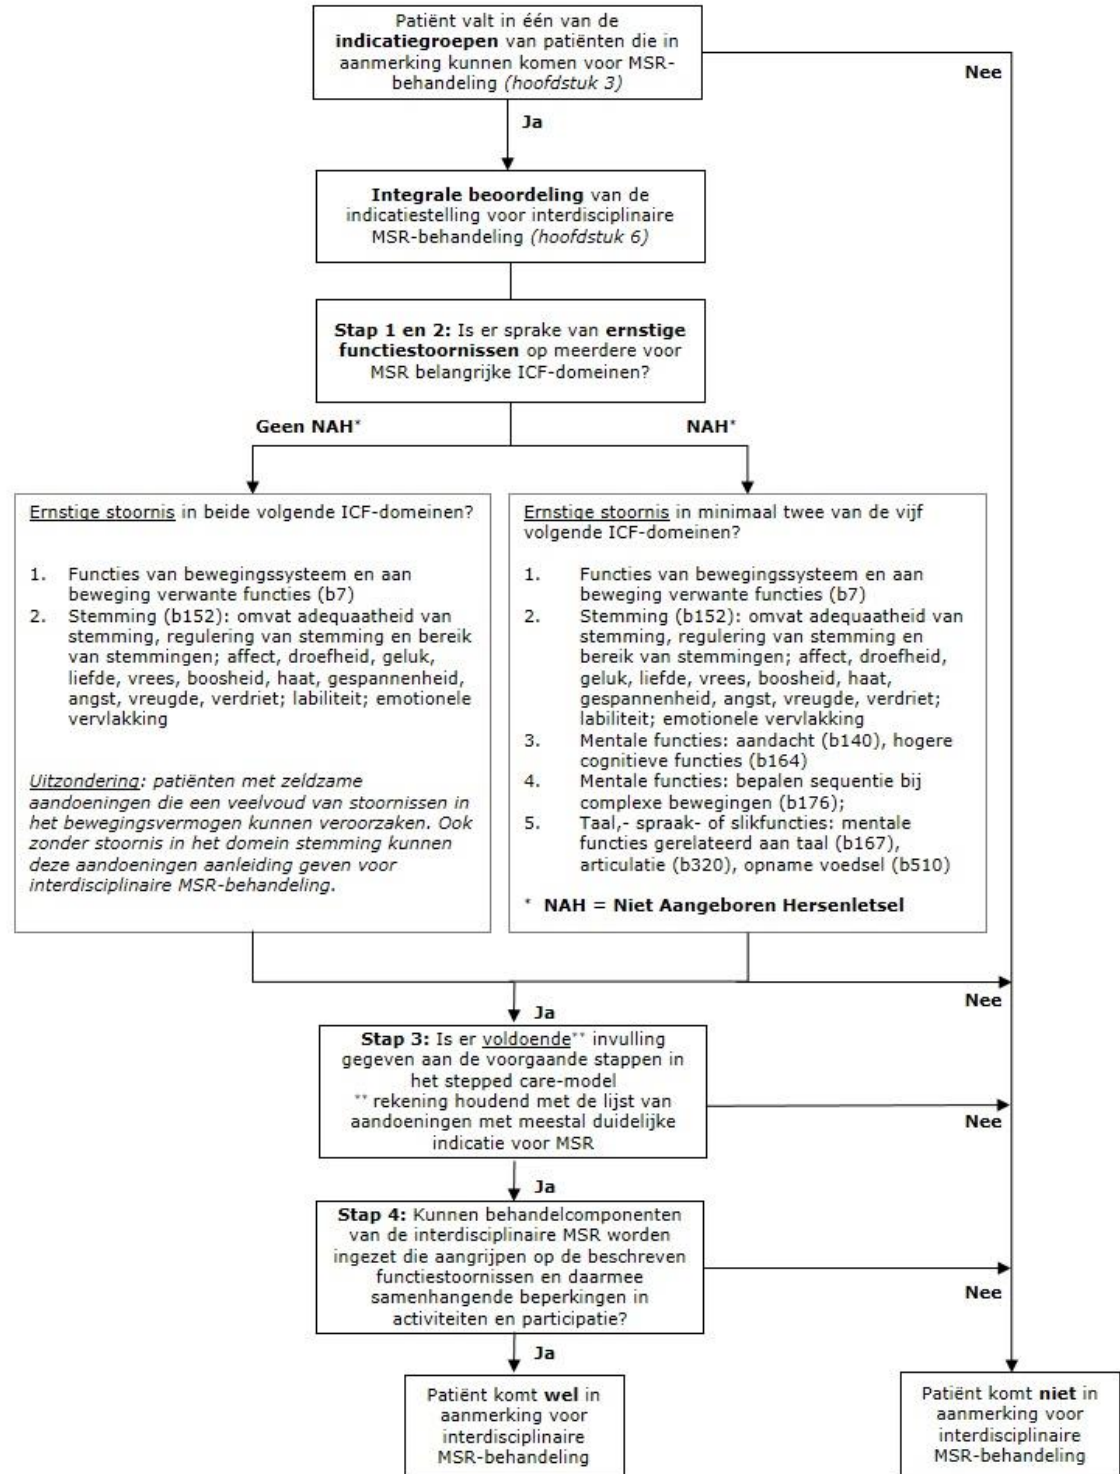 Patiënt valt in één van de
indicatiegroepen van patiënten die in
aanmerking kunnen komen voor MSR-
behandeling (hoofdstuk 3)
Nee
Ja
Integrale beoordeling van de
indicatiestelling voor interdisciplinaire
MSR-behandeling (hoofdstuk 6)
Stap 1 en 2: Is er sprake van ernstige
functiestoornissen op meerdere voor
MSR belangrijke ICF-domeinen?
Geen NAH*
NAH*
Ernstige stoornis in beide volgende ICF-domeinen?
1. Functies van bewegingssysteem en aan
beweging verwante functies (b7)
2. Stemming (b152): omvat adequaatheid van
stemming, regulering van stemming en bereik
van stemmingen; affect, droefheid, geluk,
liefde, vrees, boosheid, haat, gespannenheid,
angst, vreugde, verdriet; labiliteit; emotionele
vervlakking
Uitzondering: patiënten met zeldzame
aandoeningen die een veelvoud van stoornissen in
het bewegingsvermogen kunnen veroorzaken. Ook
zonder stoornis in het domein stemming kunnen
deze aandoeningen aanleiding geven voor
interdisciplinaire MSR-behandeling.
Ernstige stoornis in minimaal twee van de vijf
volgende ICF-domeinen?
1. Functies van bewegingssysteem en aan
beweging verwante functies (b7)
2. Stemming (b152): omvat adequaatheid van
stemming, regulering van stemming en
bereik van stemmingen; affect, droefheid,
geluk, liefde, vrees, boosheid, haat,
gespannenheid, angst, vreugde, verdriet;
labiliteit; emotionele vervlakking
3. Mentale functies: aandacht (b140), hogere
cognitieve functies (b164)
4. Mentale functies: bepalen sequentie bij
complexe bewegingen (b176);
5. Taal,- spraak- of slikfuncties: mentale
functies gerelateerd aan taal (b167),
articulatie (b320), opname voedsel (b510)
* NAH = Niet Aangeboren Hersenletsel
Nee
Ja
Stap 3: Is er voldoende** invulling
gegeven aan de voorgaande stappen in
het stepped care-model
** rekening houdend met de lijst van
aandoeningen met meestal duidelijke
indicatie voor MSR
Nee
Ja
Stap 4: Kunnen behandelcomponenten
van de interdisciplinaire MSR worden
ingezet die aangrijpen op de beschreven
functiestoornissen en daarmee
samenhangende beperkingen in
activiteiten en participatie?
Nee
Ja
Patiënt komt wel in
aanmerking voor
interdisciplinaire
MSR-behandeling
Patiënt komt niet in
aanmerking voor
interdisciplinaire
MSR-behandeling